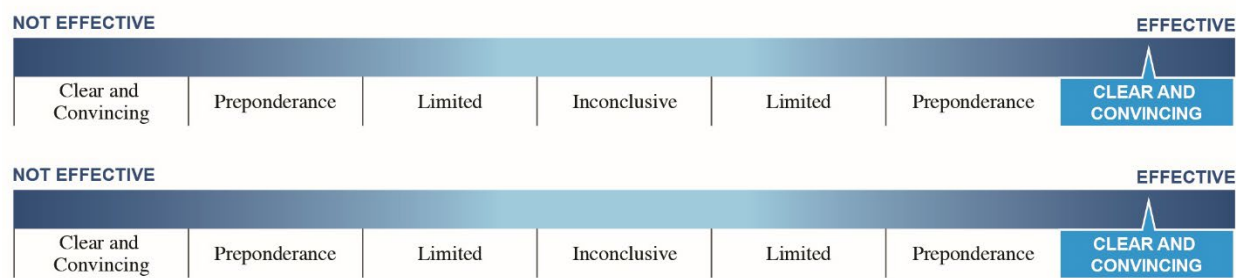 NOT EFFECTIVE EFFECTIVE
Clear and Convincing Preponderance Limited Inconclusive Limited Preponderance CLEAR AND CONVINCING
NOT EFFECTIVE EFFECTIVE
Clear and Convincing Preponderance Limited Inconclusive Limited Preponderance CLEAR AND CONVINCING